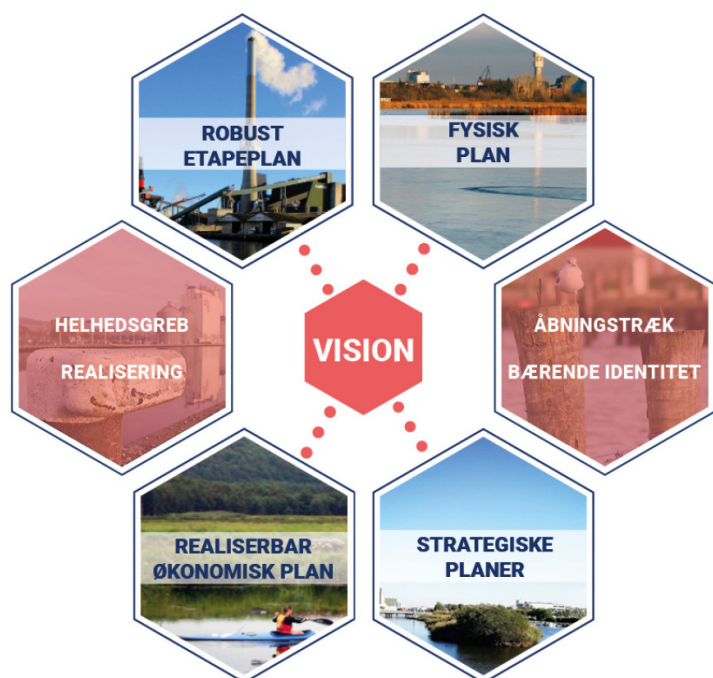 ROBUST
ETAPEPLAN
FYSISK
PLAN
HELHEDSGREB
REALISERING
VISION
ÅBNINGSTRÆK
BÆRENDE IDENTITET
REALISERBAR
ØKONOMISK PLAN
STRATEGISKE
PLANER